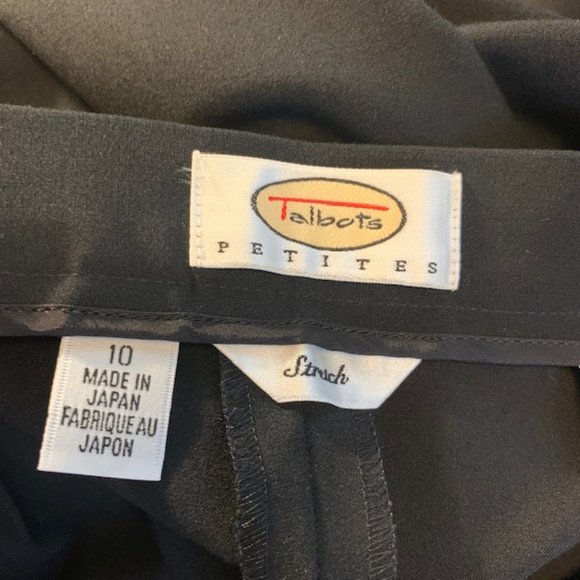 Talbots
PETITES
10
MADE IN
JAPAN
FABRIQUE AU
JAPON
Stretch